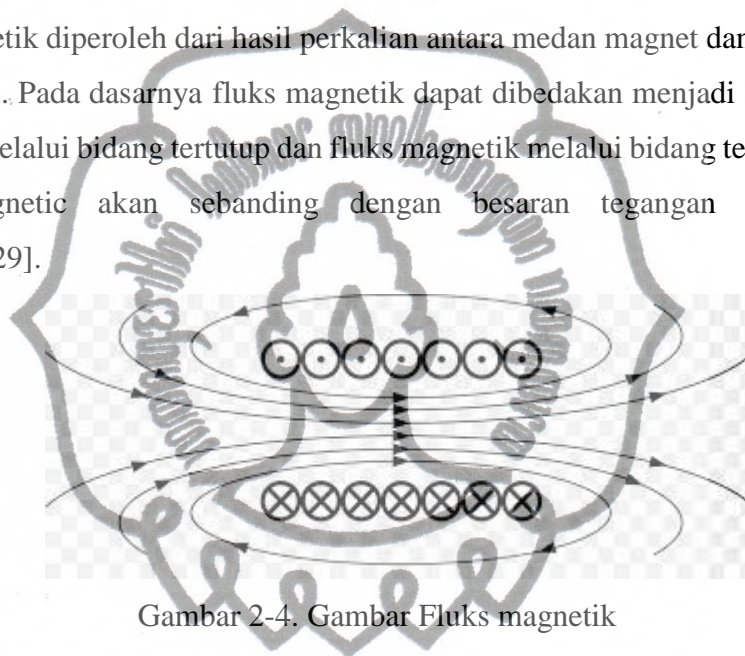 etik diperoleh dari hasil perkalian antara medan magnet dan
. Pada dasarnya fluks magnetik dapat dibedakan menjadi
elalui bidang tertutup dan fluks magnetik melalui bidang te
gnetic akan sebanding dengan besaran tegangan
29].
Gambar 2-4. Gambar Fluks magnetik